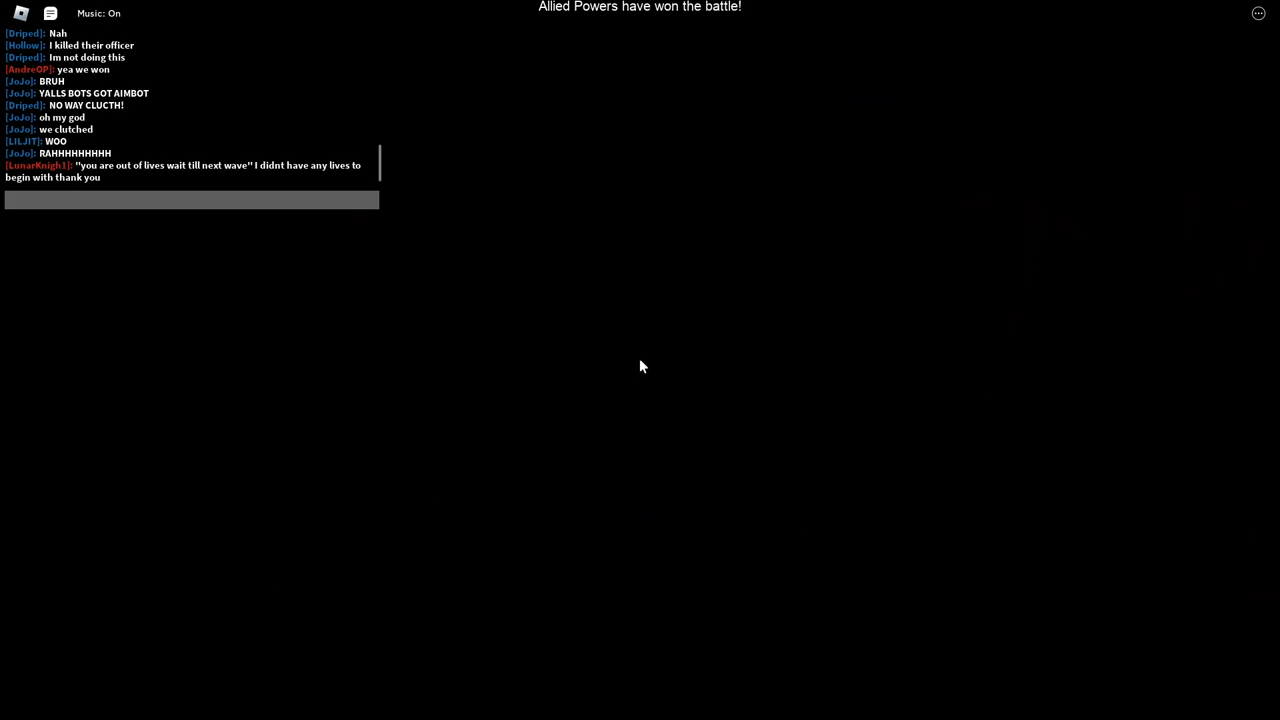 Allied Powers have won the battle!
Music: On
[Driped]: Nah
[Hollow]: I killed their officer
[Driped]: Im not doing this
[AndreOP]: yea we won
[JoJo]: BRUH
[JoJo]: YALLS BOTS GOT AIMBOT
[Driped]: NO WAY CLUCTH!
[JoJo]: oh my god
[JoJo]: we clutched
[LILJIT]: WOO
[JoJo]: RAHHHHHHHHH
[LunarKnigh1]: "you are out of lives wait till next wave" I didnt have any lives to
begin with thank you